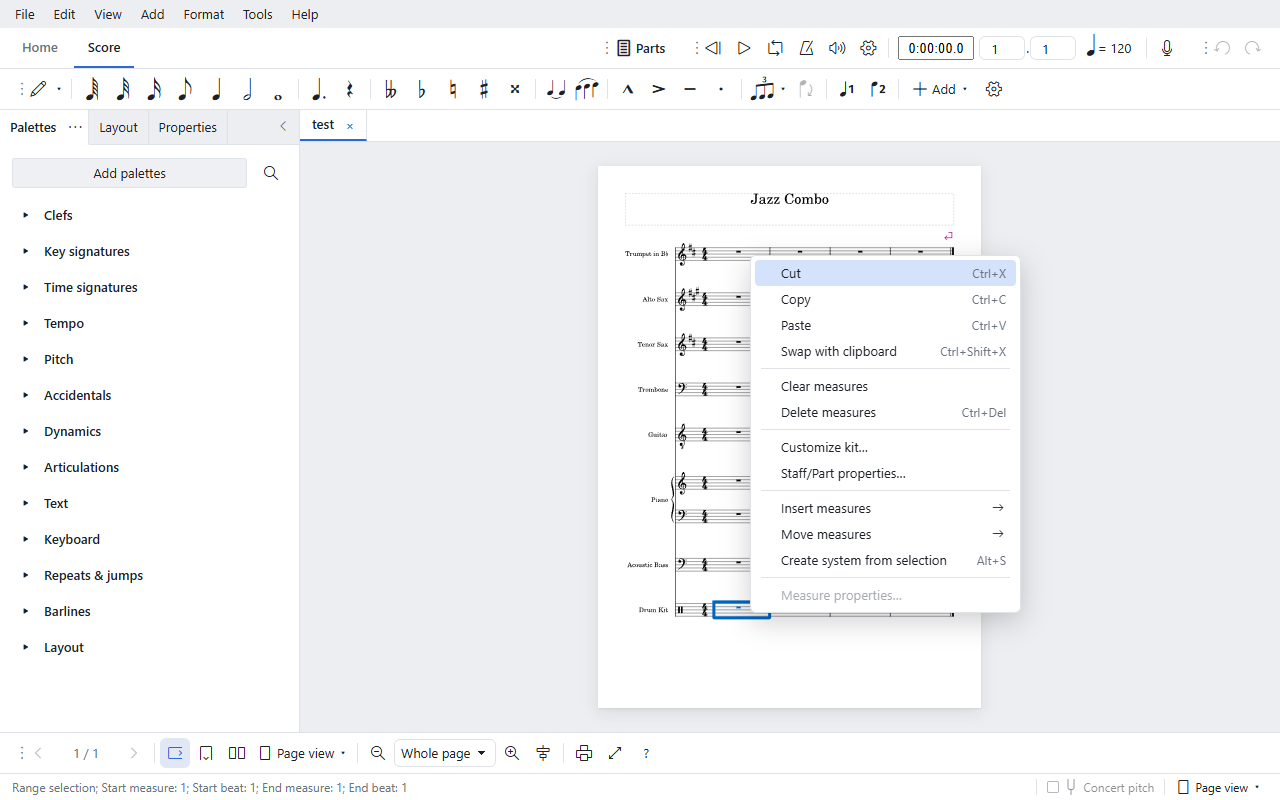 File Edit View Add Format Tools Help
Home Score Parts 0:00:00.0 1 . 1 = 120
3 1 2 Add
Palettes Layout Properties
test
Add palettes
Clefs
Key signatures
Time signatures
Tempo
Pitch
Accidentals
Dynamics
Articulations
Text
Keyboard
Repeats & jumps
Barlines
Layout
Jazz Combo
Trumpet in B♭
Alto Sax
Tenor Sax
Trombone
Guitar
Piano
Acoustic Bass
Drum Kit
Cut Ctrl+X
Copy Ctrl+C
Paste Ctrl+V
Swap with clipboard Ctrl+Shift+X
Clear measures
Delete measures Ctrl+Del
Customize kit...
Staff/Part properties...
Insert measures
Move measures
Create system from selection Alt+S
Measure properties...
1 / 1 Page view Whole page ?
Range selection; Start measure: 1; Start beat: 1; End measure: 1; End beat: 1
Concert pitch Page view